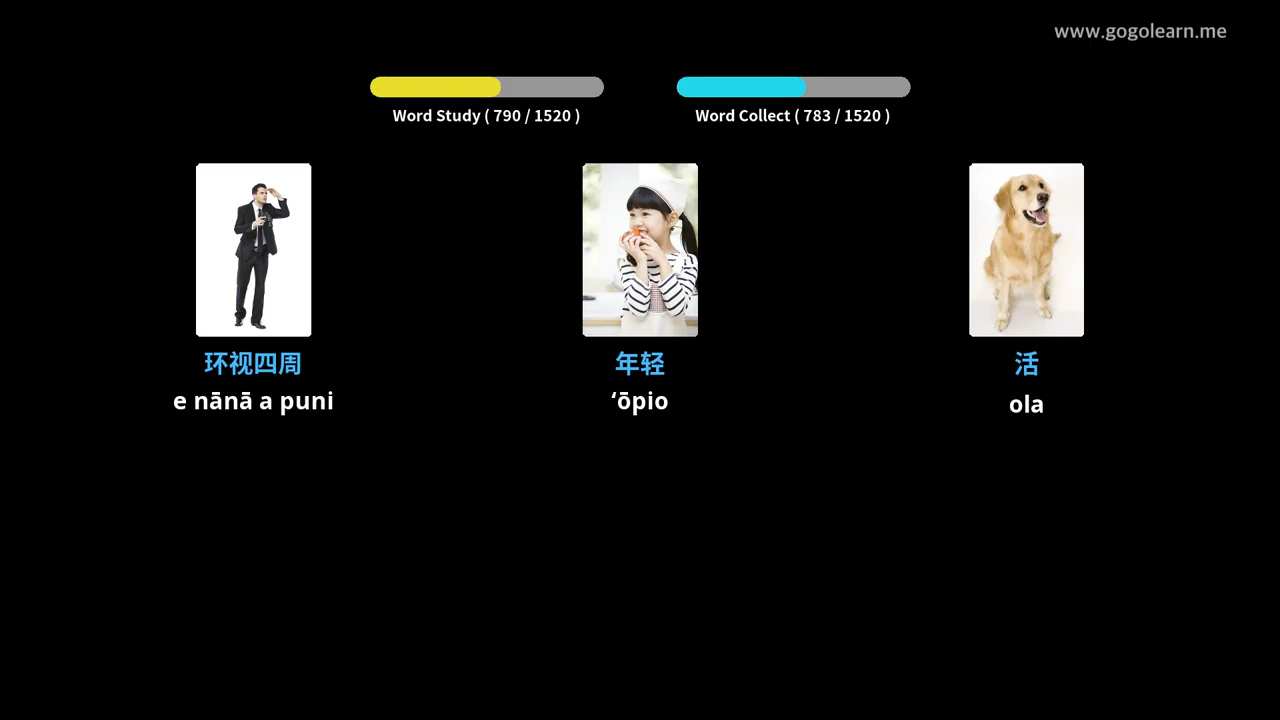 www.gogolearn.me
Word Study ( 790 / 1520 )
Word Collect ( 783 / 1520 )
环视四周
e nānā a puni
年轻
ʻōpio
活
ola